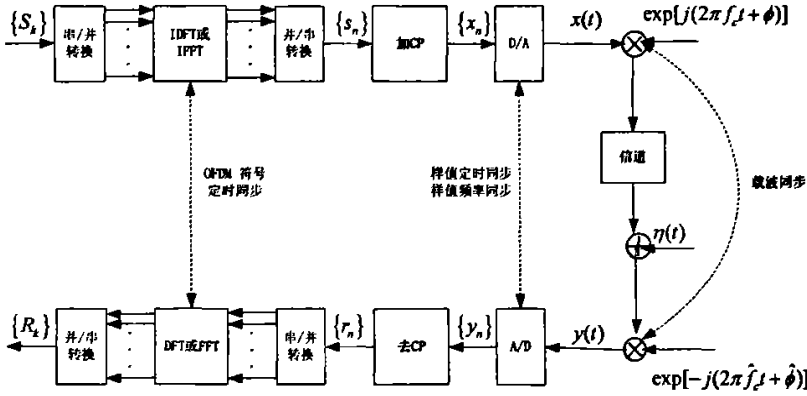 {S_k}
串/并
转换
IDFT或
IFFT
并/串
转换
{s_n}
加CP
{x_n}
D/A
x(t)
exp[j(2πf_c t+ϕ)]
信道
η(t)
载波同步
OFDM 符号
定时同步
样值定时同步
样值频率同步
{R_k}
并/串
转换
DFT或FFT
串/并
转换
{r_n}
去CP
{y_n}
A/D
y(t)
exp[-j(2πf̂_c t+ϕ̂)]